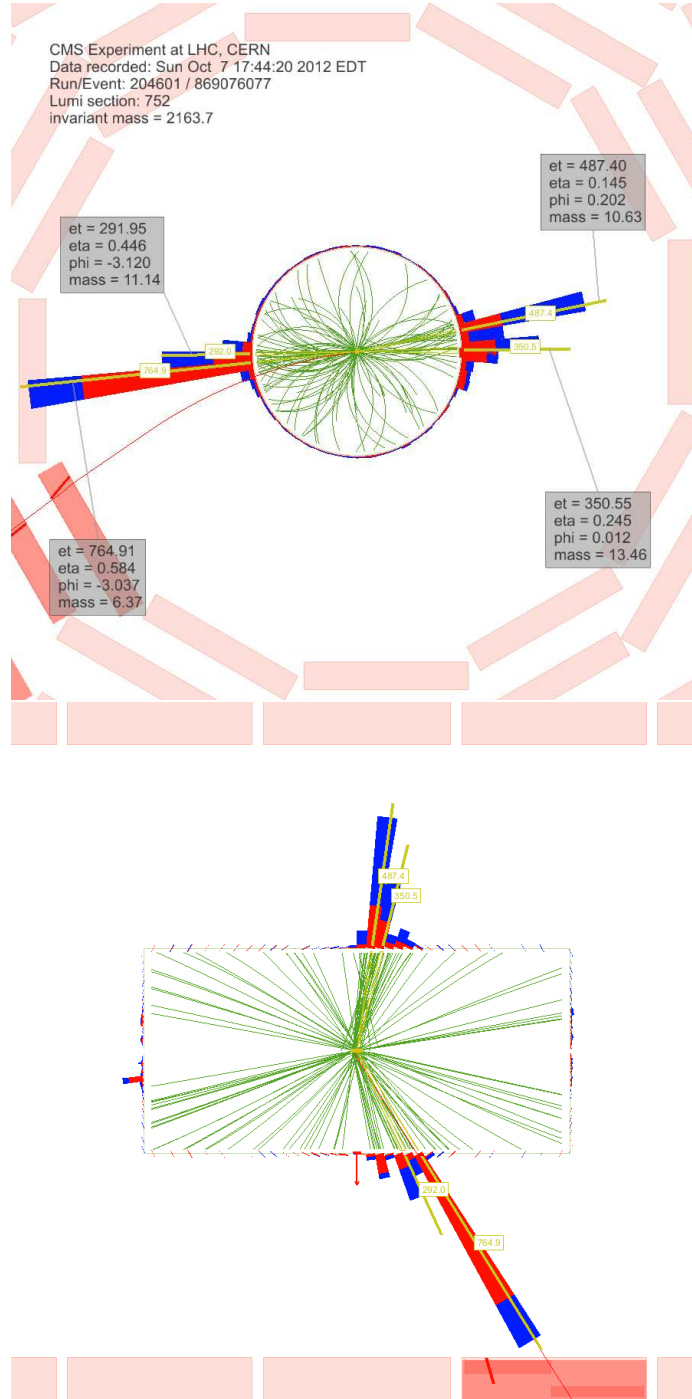 CMS Experiment at LHC, CERN
Data recorded: Sun Oct 7 17:44:20 2012 EDT
Run/Event: 204601 / 869076077
Lumi section: 752
invariant mass = 2163.7
et = 487.40
eta = 0.145
phi = 0.202
mass = 10.63
et = 291.95
eta = 0.446
phi = -3.120
mass = 11.14
487.4
350.5
292.0
764.9
et = 350.55
eta = 0.245
phi = 0.012
mass = 13.46
et = 764.91
eta = 0.584
phi = -3.037
mass = 6.37
487.4
350.5
292.0
764.9